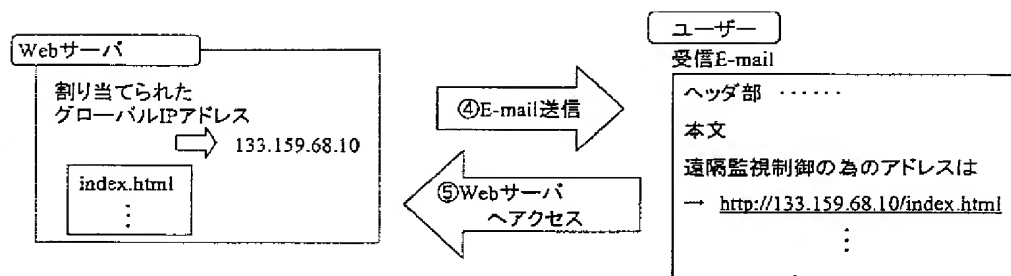 Webサーバ
割り当てられた
グローバルIPアドレス
133.159.68.10
index.html
⋮
④E-mail送信
⑤Webサーバ
へアクセス
ユーザー
受信E-mail
ヘッダ部 ……
本文
遠隔監視制御の為のアドレスは
→ http://133.159.68.10/index.html
⋮